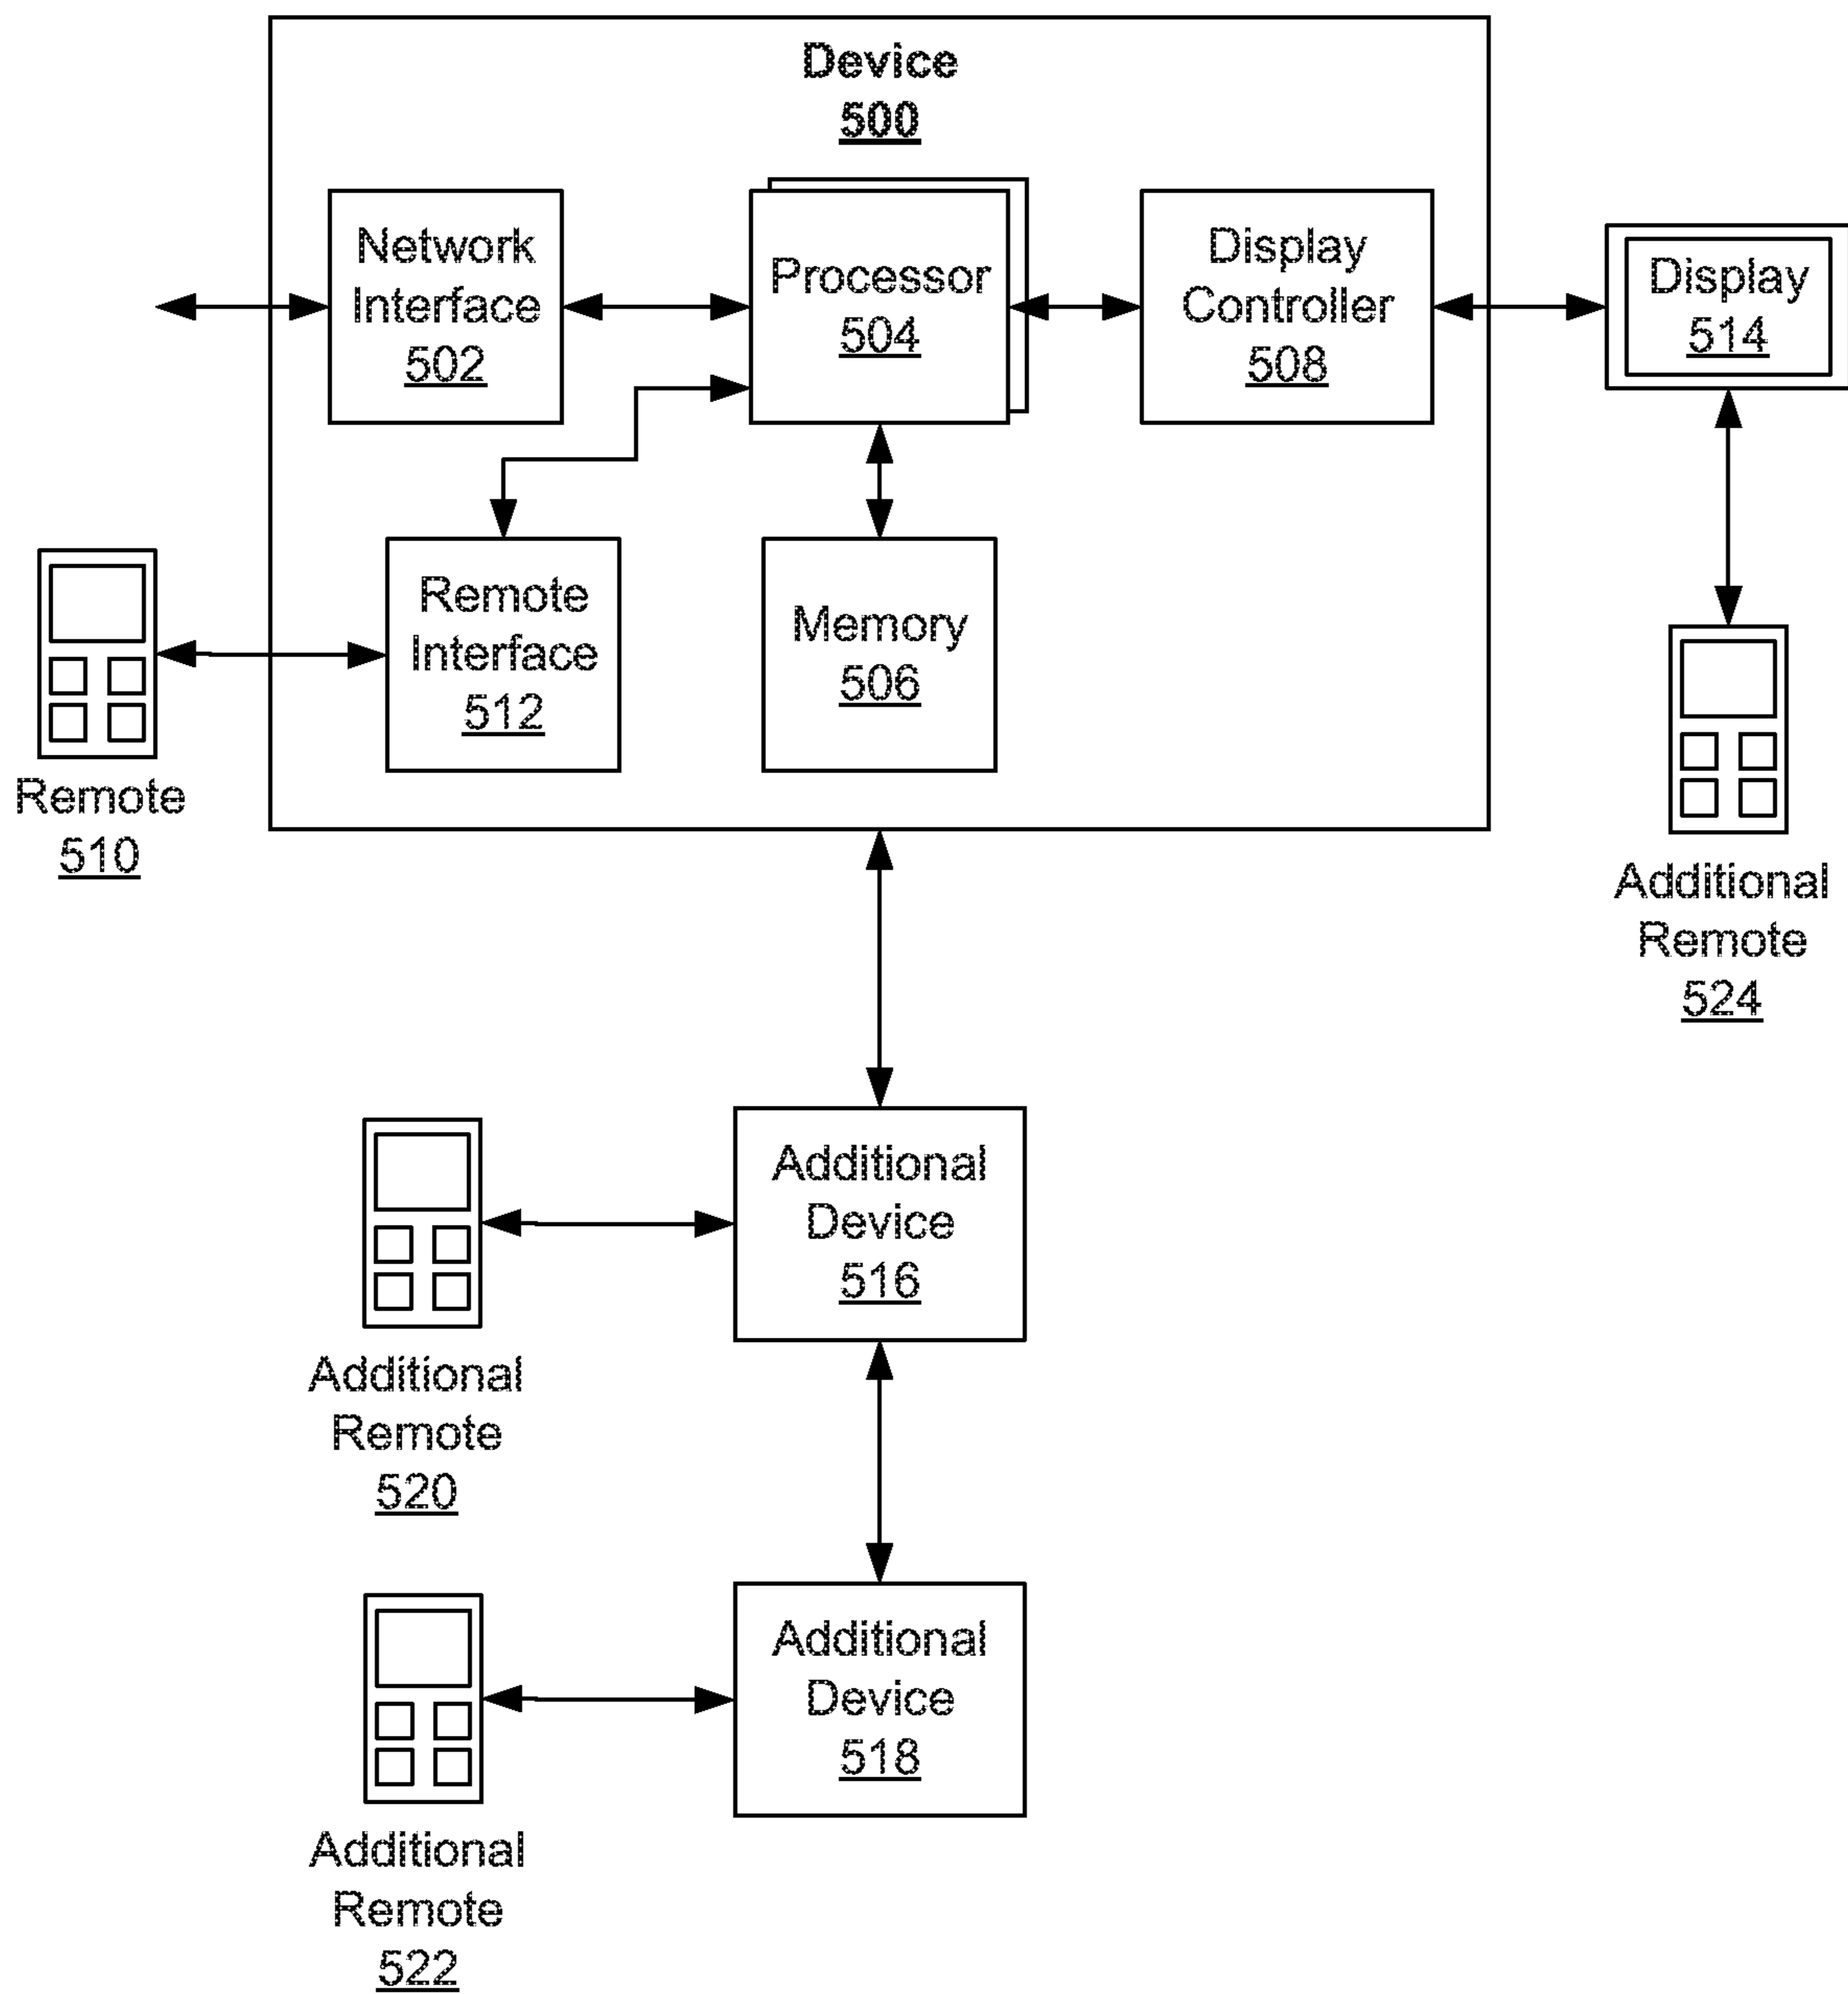 Device
500
Network
Interface
502
Processor
504
Display
Controller
508
Display
514
Remote
Interface
512
Memory
506
Remote
510
Additional
Remote
524
Additional
Device
516
Additional
Remote
520
Additional
Device
518
Additional
Remote
522